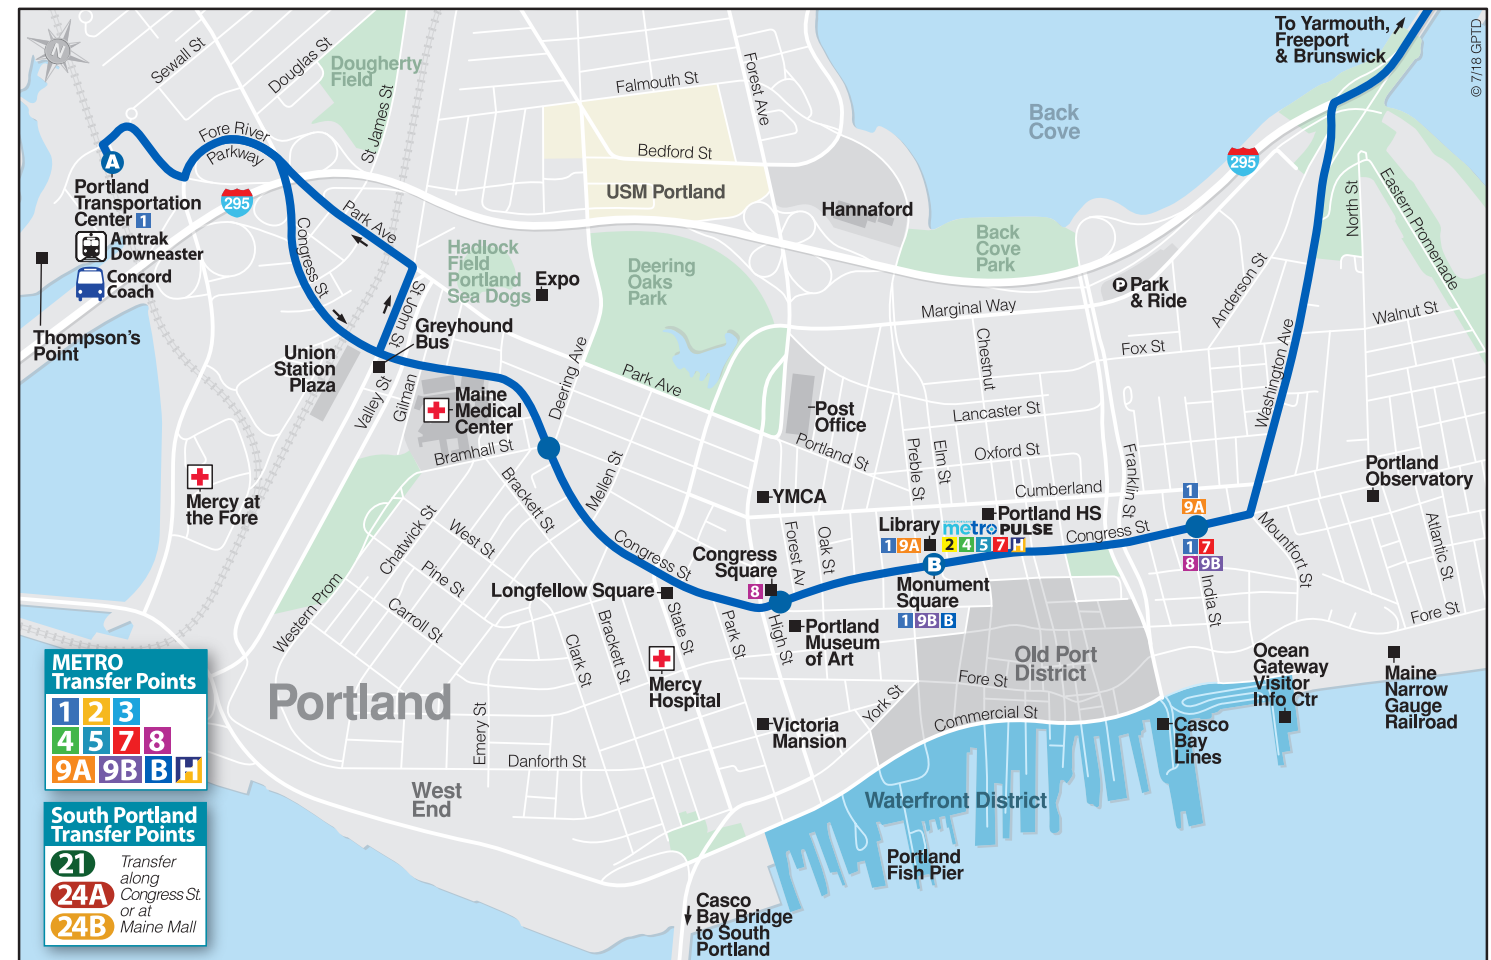 To Yarmouth,
Freeport
& Brunswick
© 7/18 GPTD
N
Sewall St
Douglas St
Dougherty
Field
St James St
Falmouth St
Forest Ave
Back
Cove
Fore River
Parkway
Bedford St
USM Portland
295
295
A
Portland
Transportation
Center 1
Amtrak
Downeaster
Concord
Coach
Thompson's
Point
Park Ave
Congress St
St John St
Hadlock
Field
Portland
Sea Dogs
Expo
Deering
Oaks
Park
Hannaford
Back
Cove
Park
North St
Eastern Promenade
P Park
& Ride
Anderson St
Marginal Way
Walnut St
Washington Ave
Fox St
Chestnut
Greyhound
Bus
Union
Station
Plaza
Valley St
Gilman
Maine
Medical
Center
Deering Ave
Park Ave
Post
Office
Lancaster St
Portland St
Preble St
Elm St
Oxford St
Franklin St
Cumberland
Bramhall St
Brackett St
Mellen St
YMCA
Portland
Observatory
Mercy at
the Fore
Portland HS
Library
metro PULSE
1 9A
2 4 5 7 H
Congress St
1
9A
1 7
8 9B
Mountfort St
Atlantic St
Chatwick St
West St
Pine St
Carroll St
Western Prom
Congress St
Congress
Square
8
Forest Av
Oak St
B
Monument
Square
1 9B B
India St
Fore St
Longfellow Square
State St
Park St
High St
Portland
Museum
of Art
Clark St
Brackett St
Mercy
Hospital
Old Port
District
Fore St
Ocean
Gateway
Visitor
Info Ctr
Maine
Narrow
Gauge
Railroad
Portland
Emery St
Danforth St
Victoria
Mansion
York St
Commercial St
Casco
Bay
Lines
West
End
Waterfront District
Portland
Fish Pier
Casco
Bay Bridge
to South
Portland
METRO
Transfer Points
1 2 3
4 5 7 8
9A 9B B H
South Portland
Transfer Points
21
24A
24B
Transfer
along
Congress St.
or at
Maine Mall